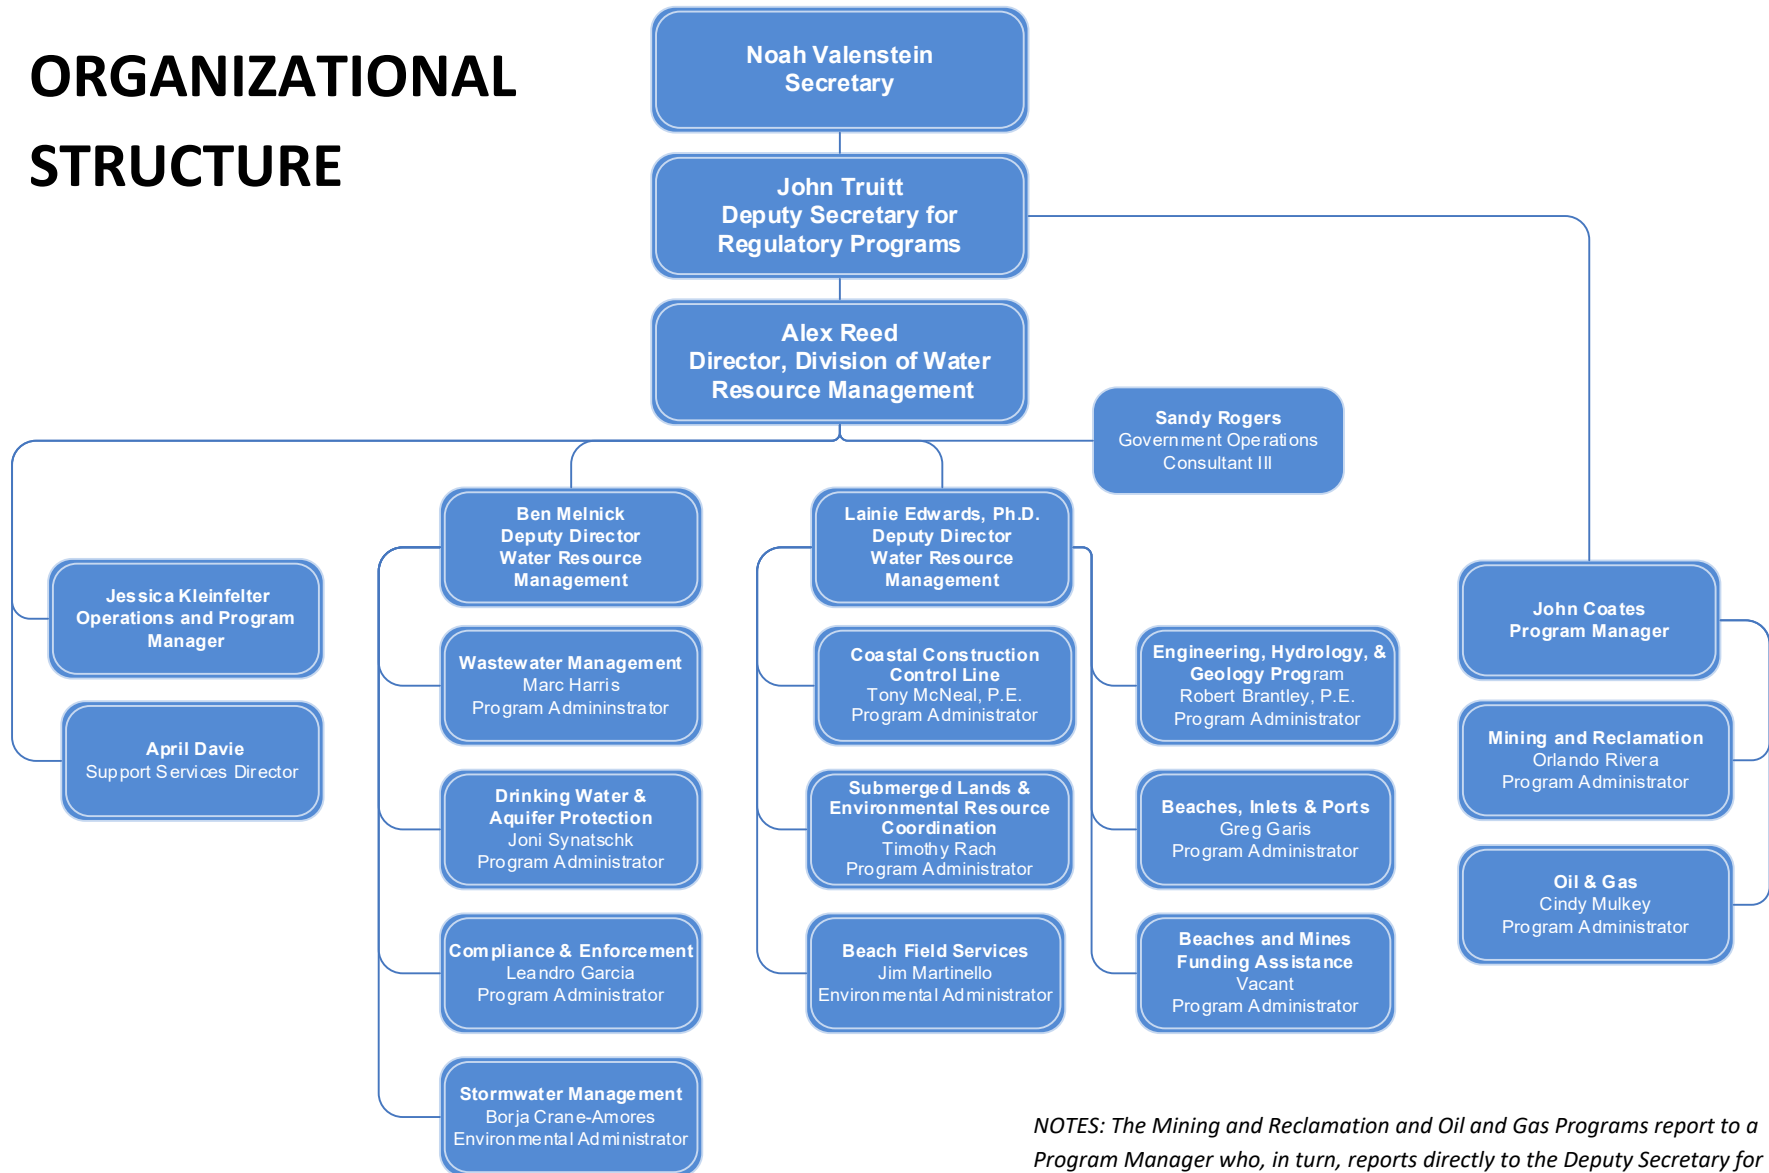 ORGANIZATIONAL
STRUCTURE
Noah Valenstein
Secretary
John Truitt
Deputy Secretary for
Regulatory Programs
Alex Reed
Director, Division of Water
Resource Management
Sandy Rogers
Government Operations
Consultant III
Jessica Kleinfelter
Operations and Program
Manager
April Davie
Support Services Director
Ben Melnick
Deputy Director
Water Resource
Management
Wastewater Management
Marc Harris
Program Admininstrator
Drinking Water &
Aquifer Protection
Joni Synatschk
Program Administrator
Compliance & Enforcement
Leandro Garcia
Program Administrator
Stormwater Management
Borja Crane-Amores
Environmental Administrator
Lainie Edwards, Ph.D.
Deputy Director
Water Resource
Management
Coastal Construction
Control Line
Tony McNeal, P.E.
Program Administrator
Submerged Lands &
Environmental Resource
Coordination
Timothy Rach
Program Administrator
Beach Field Services
Jim Martinello
Environmental Administrator
Engineering, Hydrology, &
Geology Program
Robert Brantley, P.E.
Program Administrator
Beaches, Inlets & Ports
Greg Garis
Program Administrator
Beaches and Mines
Funding Assistance
Vacant
Program Administrator
John Coates
Program Manager
Mining and Reclamation
Orlando Rivera
Program Administrator
Oil & Gas
Cindy Mulkey
Program Administrator
NOTES: The Mining and Reclamation and Oil and Gas Programs report to a
Program Manager who, in turn, reports directly to the Deputy Secretary for